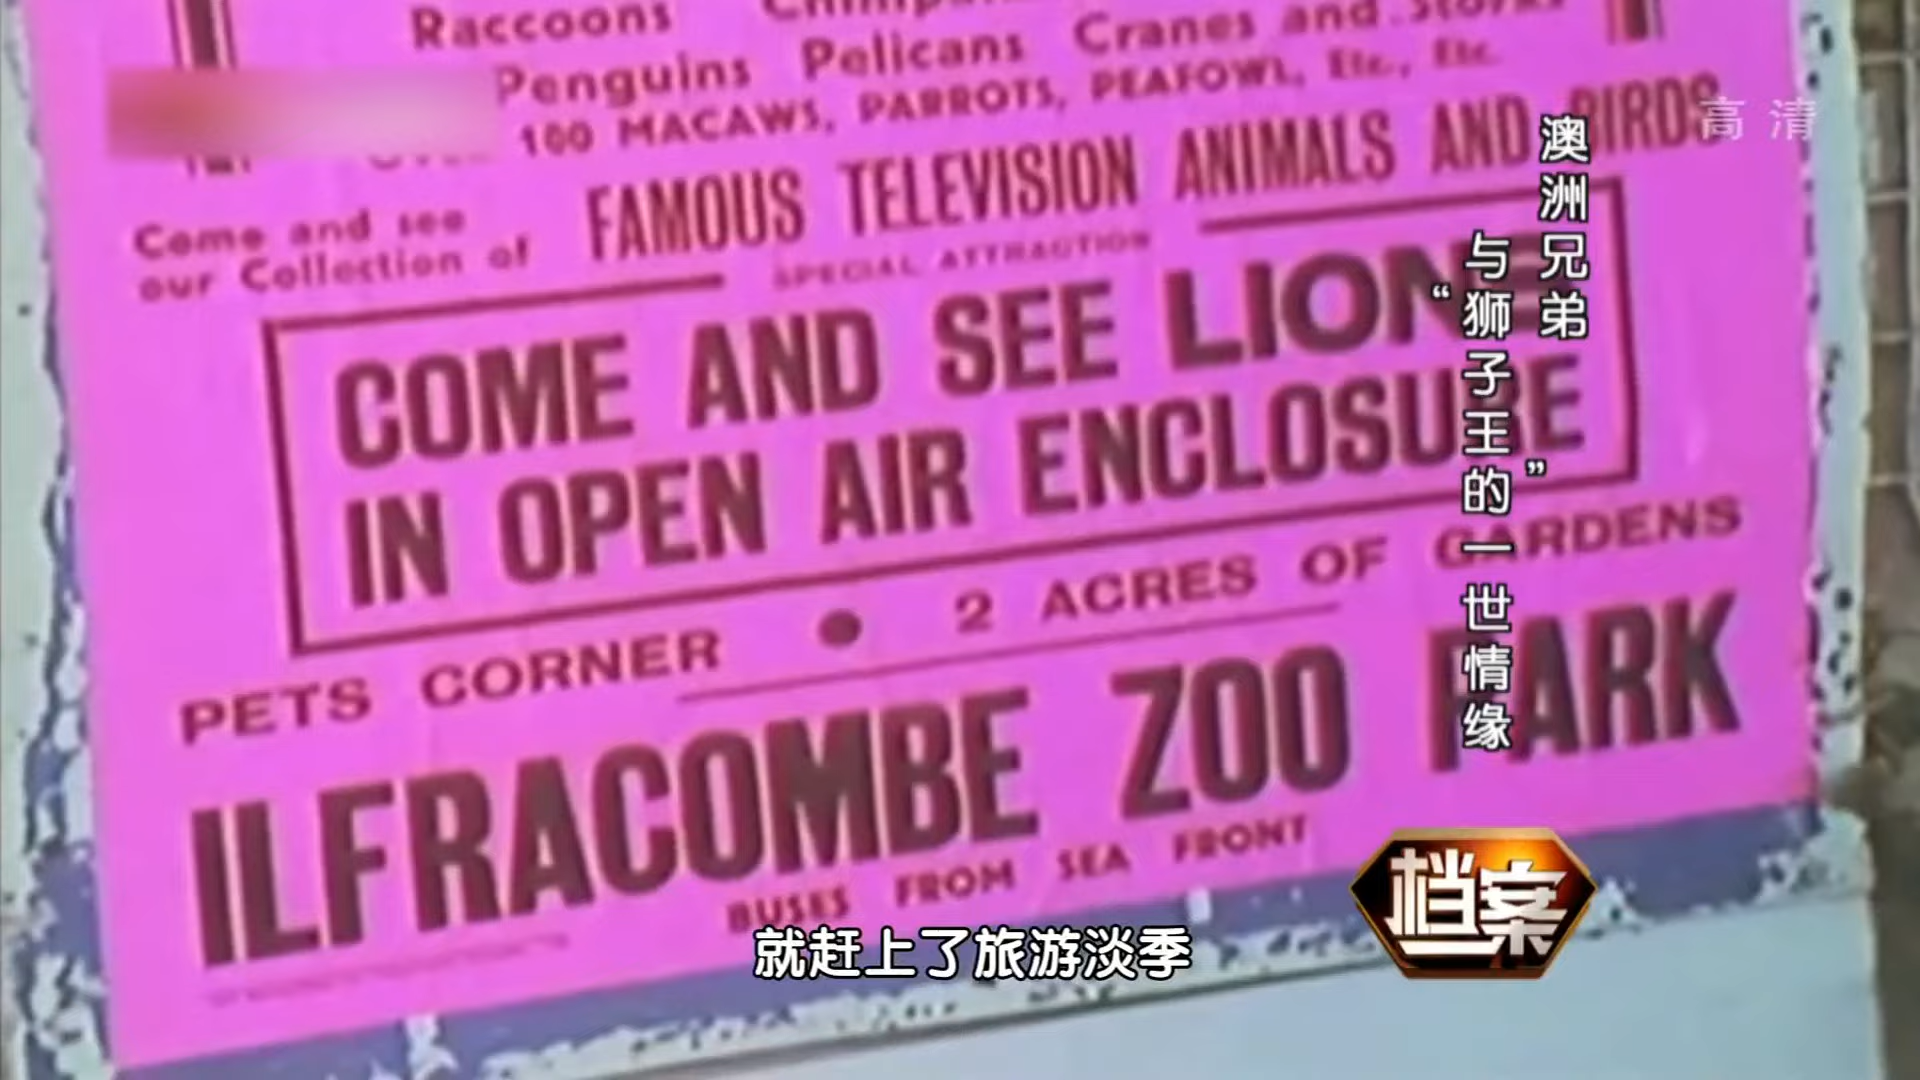 Raccoons
Penguins Pelicans Cranes and Storks
100 MACAWS, PARROTS, PEAFOWL, Etc., Etc.
Come and see
our Collection of
FAMOUS TELEVISION ANIMALS AND BIRDS
SPECIAL ATTRACTION
COME AND SEE LIONS
IN OPEN AIR ENCLOSURE
PETS CORNER • 2 ACRES OF GARDENS
ILFRACOMBE ZOO PARK
BUSES FROM SEA FRONT
高清
澳洲兄弟
与“狮子王”的一世情缘
档案
就赶上了旅游淡季